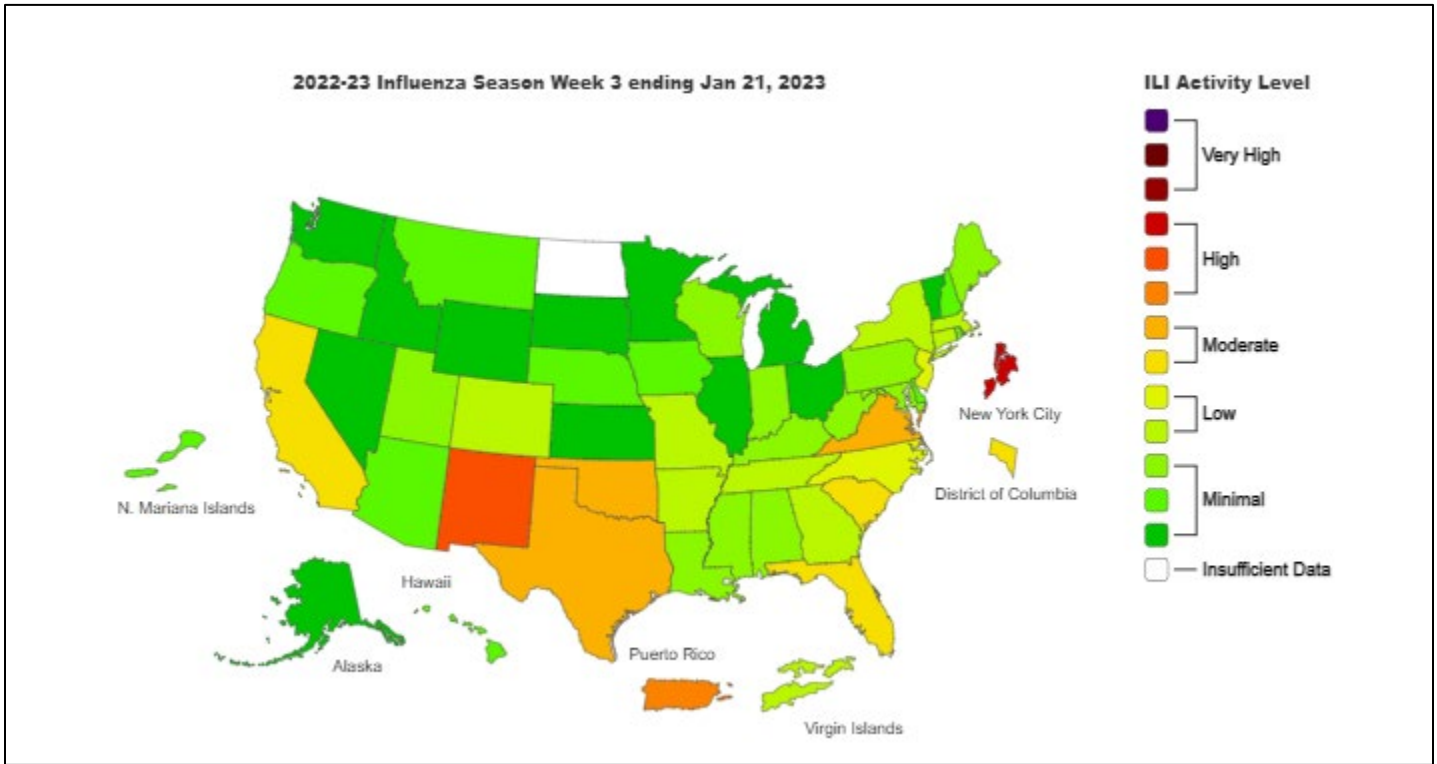 2022-23 Influenza Season Week 3 ending Jan 21, 2023
ILI Activity Level
Very High
High
Moderate
Low
Minimal
Insufficient Data
New York City
District of Columbia
N. Mariana Islands
Hawaii
Alaska
Puerto Rico
Virgin Islands